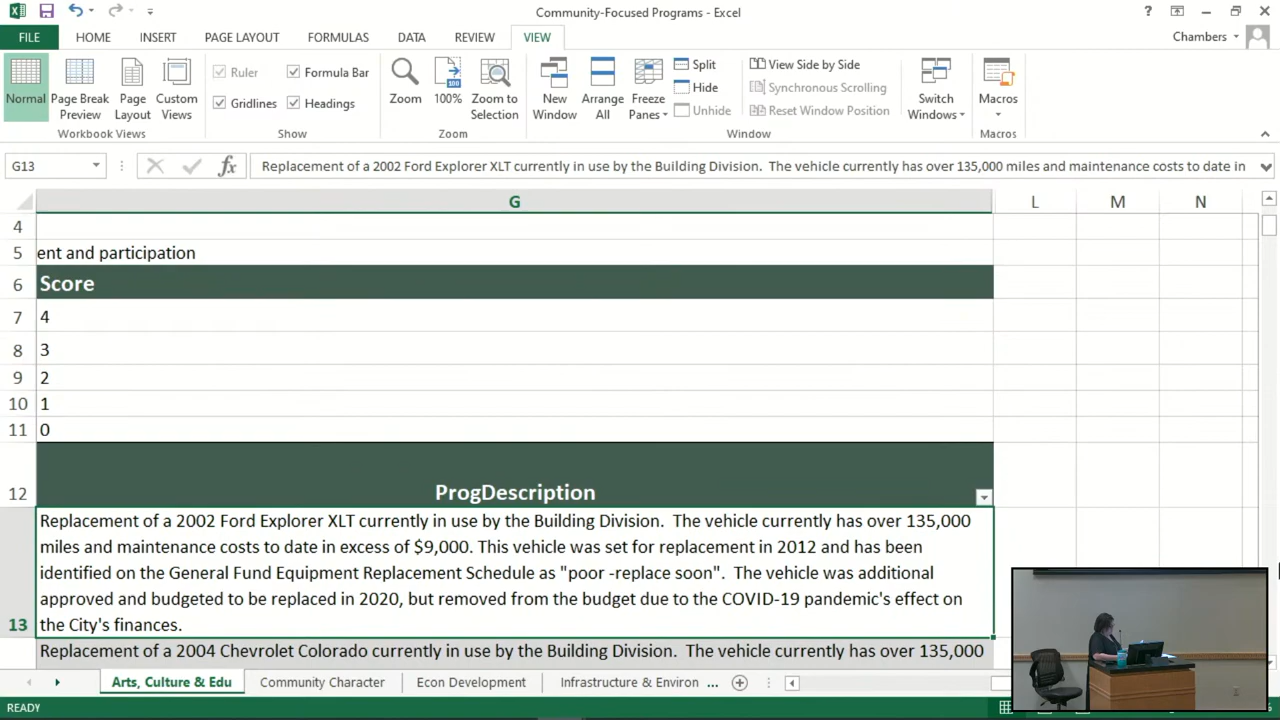 Community-Focused Programs - Excel
?
FILE HOME INSERT PAGE LAYOUT FORMULAS DATA REVIEW VIEW Chambers
Normal
Page Break Preview
Page Layout
Custom Views
Workbook Views
Ruler
Formula Bar
Gridlines
Headings
Show
Zoom
100%
Zoom to Selection
Zoom
New Window
Arrange All
Freeze Panes
Split
Hide
Unhide
View Side by Side
Synchronous Scrolling
Reset Window Position
Window
Switch Windows
Macros
Macros
G13
fx
Replacement of a 2002 Ford Explorer XLT currently in use by the Building Division.  The vehicle currently has over 135,000 miles and maintenance costs to date in
G L M N
4
5 ent and participation
6 Score
7 4
8 3
9 2
10 1
11 0
12 ProgDescription
Replacement of a 2002 Ford Explorer XLT currently in use by the Building Division.  The vehicle currently has over 135,000
miles and maintenance costs to date in excess of $9,000. This vehicle was set for replacement in 2012 and has been
identified on the General Fund Equipment Replacement Schedule as "poor -replace soon".  The vehicle was additional
approved and budgeted to be replaced in 2020, but removed from the budget due to the COVID-19 pandemic's effect on
13 the City's finances.
Replacement of a 2004 Chevrolet Colorado currently in use by the Building Division.  The vehicle currently has over 135,000
Arts, Culture & Edu Community Character Econ Development Infrastructure & Environ ...
READY